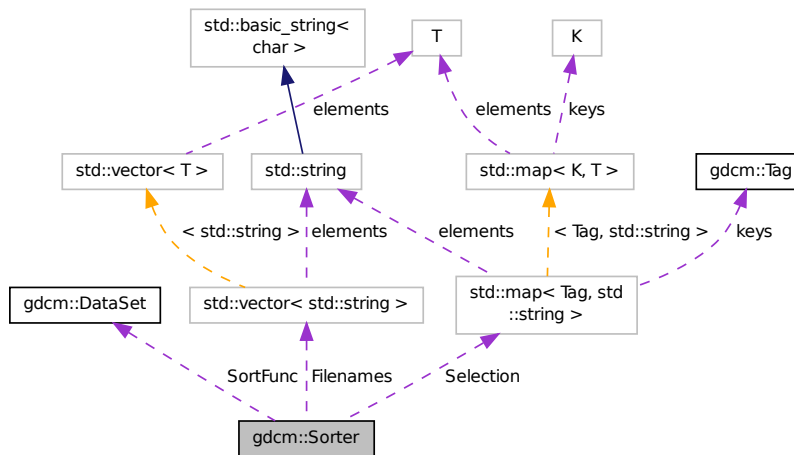 std::basic_string<
char >
T
K
elements
elements
keys
std::vector< T >
std::string
std::map< K, T >
gdcm::Tag
< std::string >
elements
elements
< Tag, std::string >
keys
gdcm::DataSet
std::vector< std::string >
std::map< Tag, std
::string >
SortFunc
Filenames
Selection
gdcm::Sorter